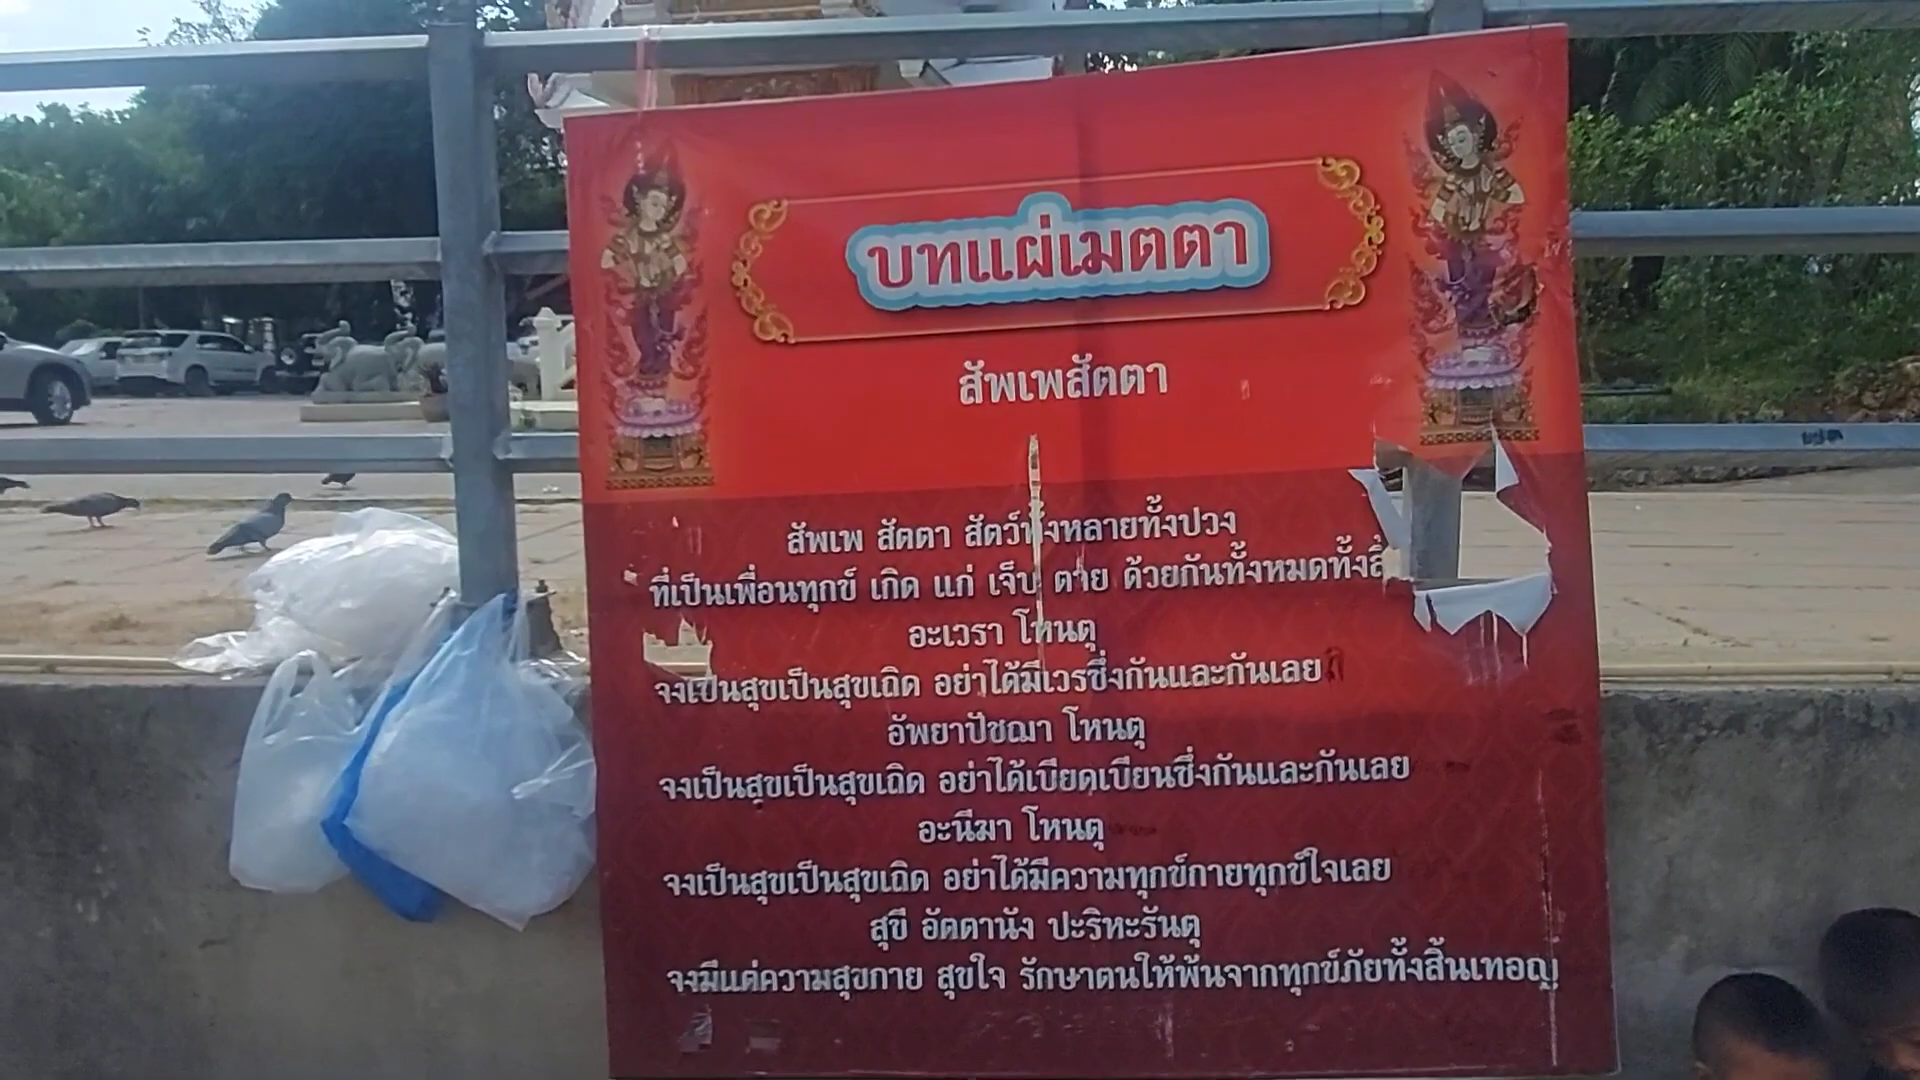 บทแผ่เมตตา
สัพเพสัตตา
สัพเพ สัตตา สัตว์ทั้งหลายทั้งปวง
ที่เป็นเพื่อนทุกข์ เกิด แก่ เจ็บ ตาย ด้วยกันทั้งหมดทั้งสิ้
อะเวรา โหนตุ
จงเป็นสุขเป็นสุขเถิด อย่าได้มีเวรซึ่งกันและกันเลย
อัพยาปัชฌา โหนตุ
จงเป็นสุขเป็นสุขเถิด อย่าได้เบียดเบียนซึ่งกันและกันเลย
อะนีฆา โหนตุ
จงเป็นสุขเป็นสุขเถิด อย่าได้มีความทุกข์กายทุกข์ใจเลย
สุขี อัตตานัง ปะริหะรันตุ
จงมีแต่ความสุขกาย สุขใจ รักษาตนให้พ้นจากทุกข์ภัยทั้งสิ้นเทอญ